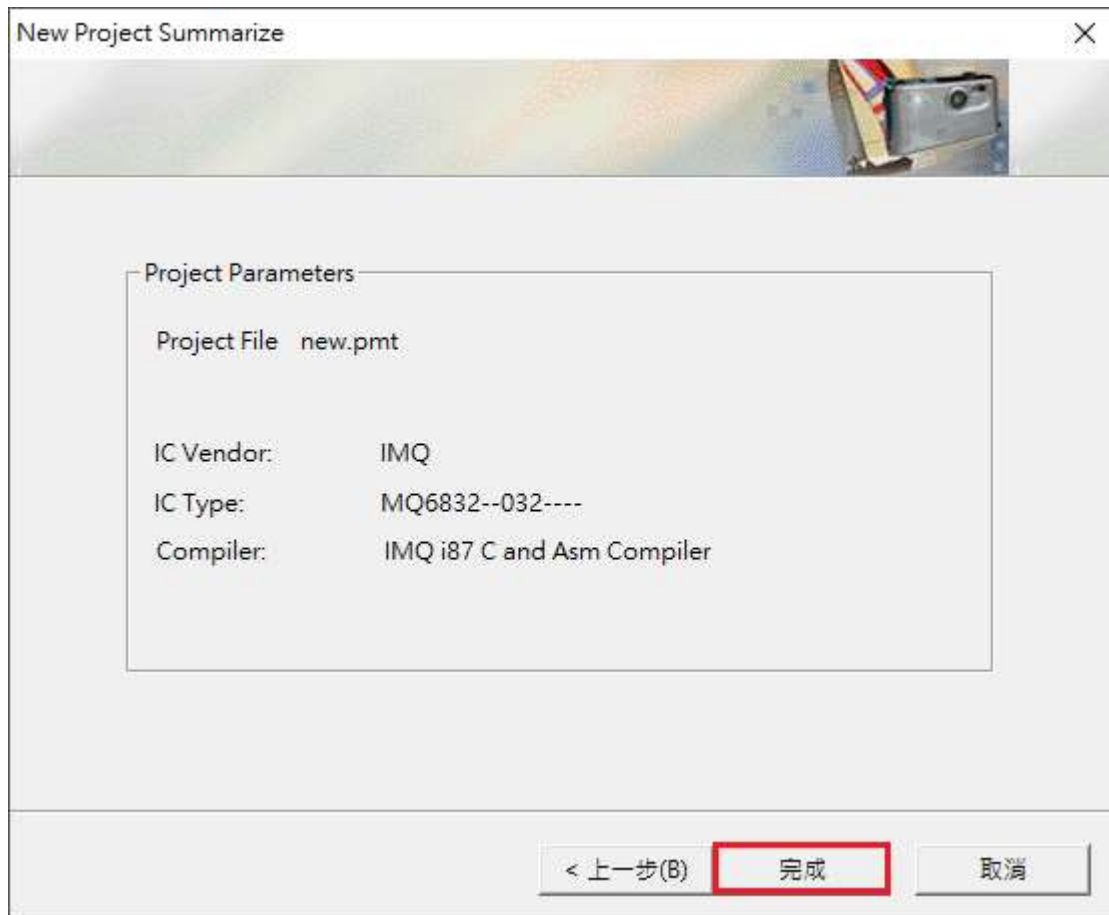 New Project Summarize
Project Parameters
Project File new.pmt
IC Vendor: IMQ
IC Type: MQ6832--032----
Compiler: IMQ i87 C and Asm Compiler
< 上一步(B) 完成 取消